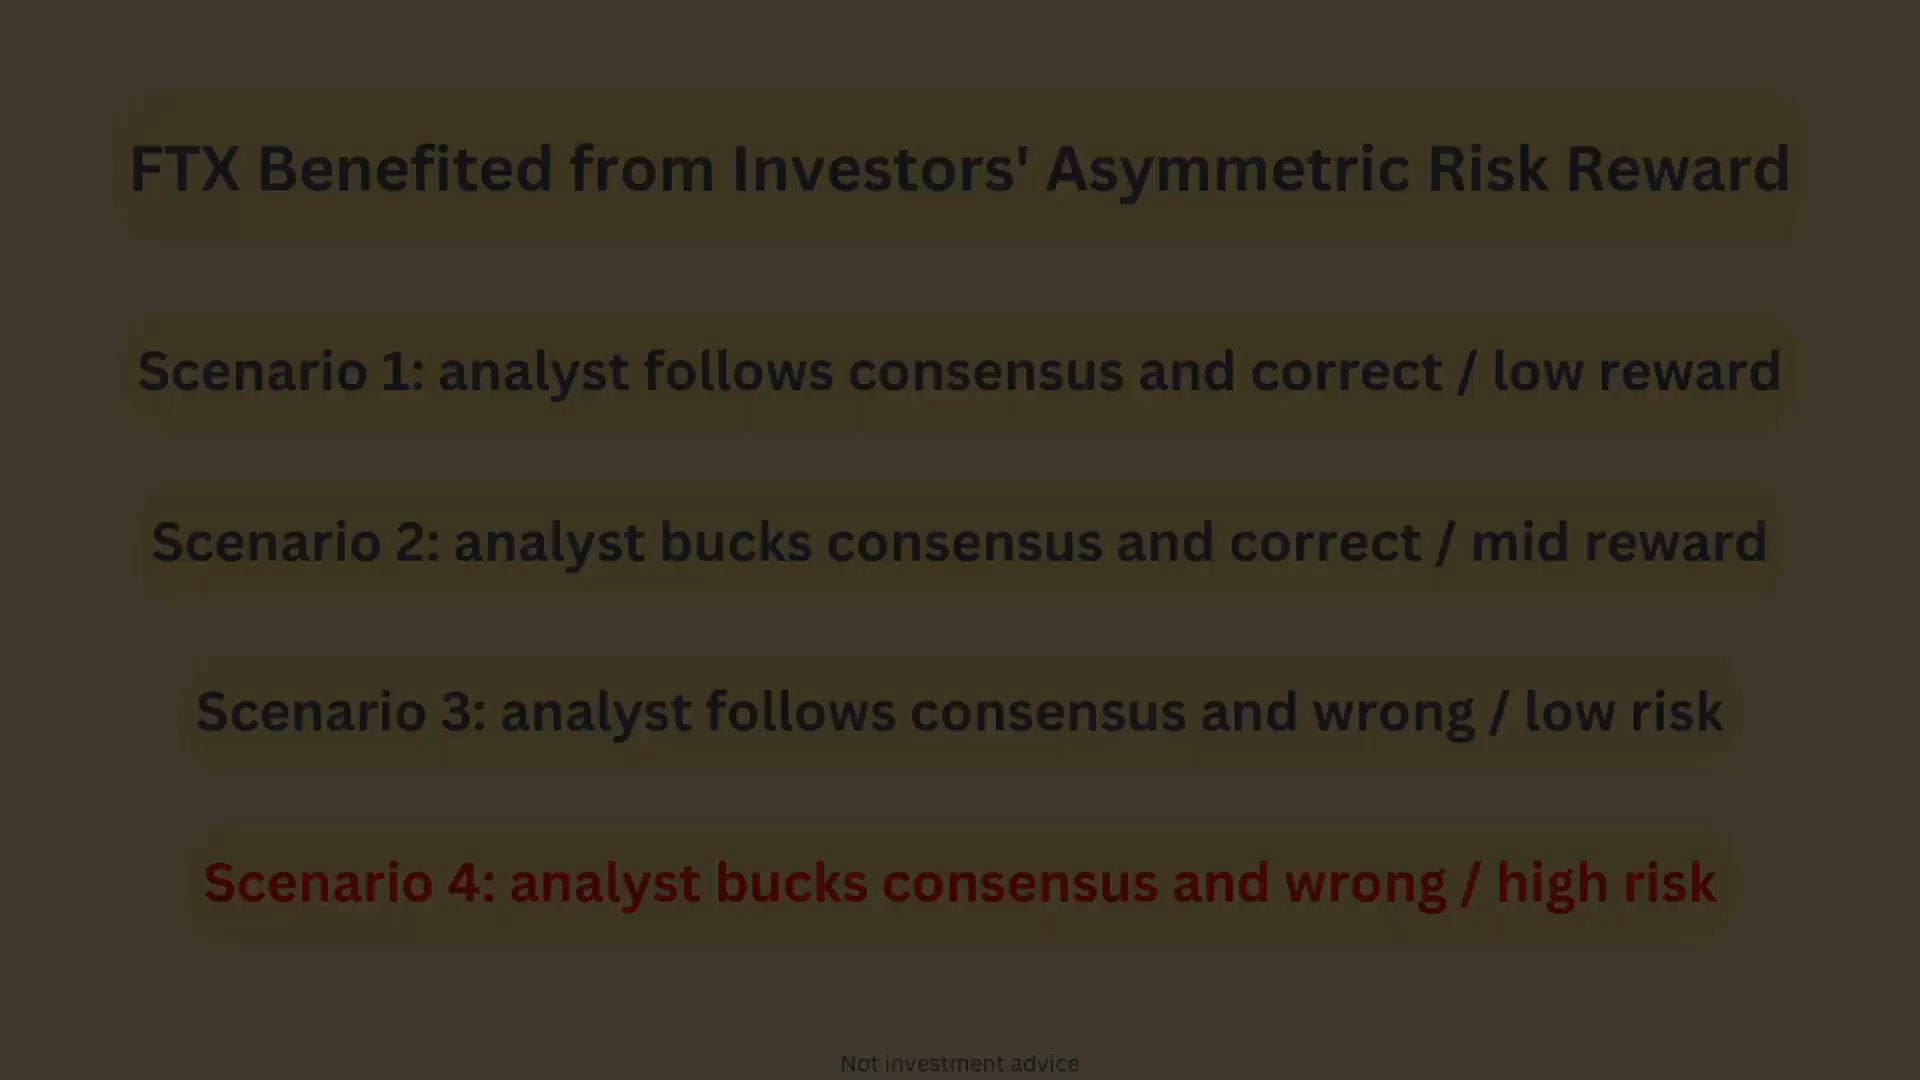 FTX Benefited from Investors' Asymmetric Risk Reward
Scenario 1: analyst follows consensus and correct / low reward
Scenario 2: analyst bucks consensus and correct / mid reward
Scenario 3: analyst follows consensus and wrong / low risk
Scenario 4: analyst bucks consensus and wrong / high risk
Not investment advice